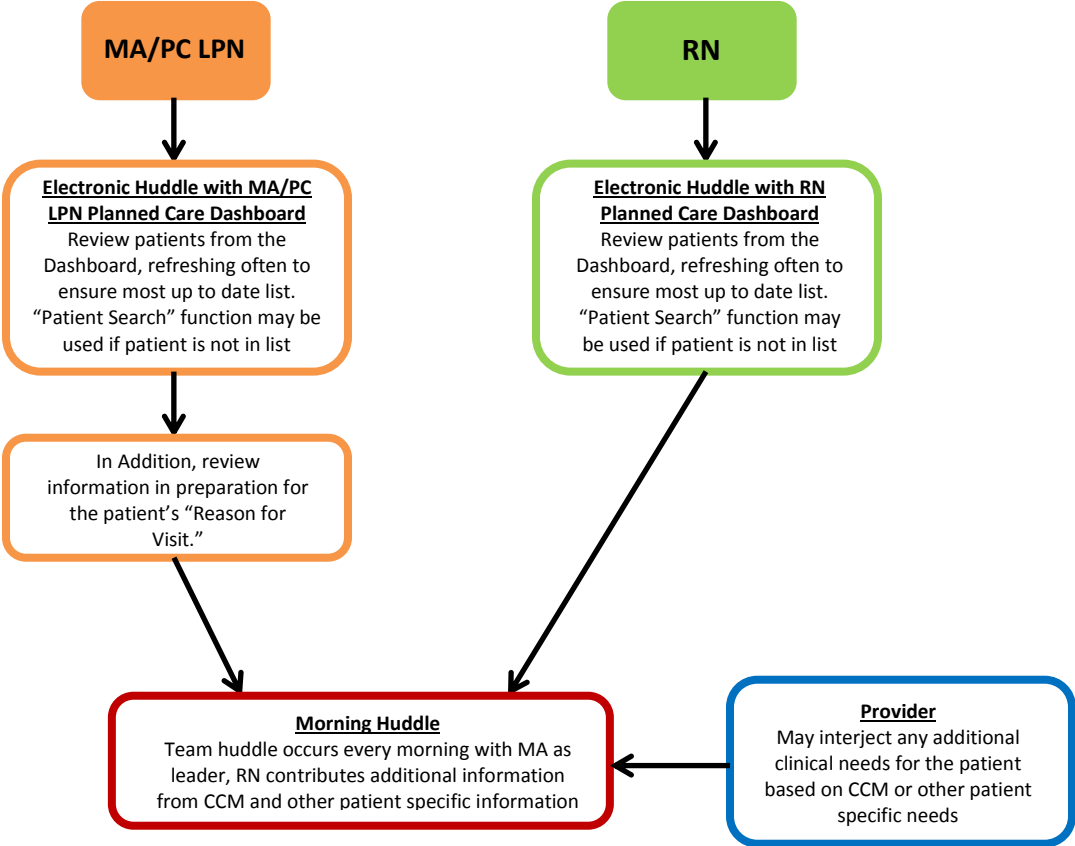 MA/PC LPN
RN
Electronic Huddle with MA/PC
LPN Planned Care Dashboard
Review patients from the
Dashboard, refreshing often to
ensure most up to date list.
“Patient Search” function may be
used if patient is not in list
Electronic Huddle with RN
Planned Care Dashboard
Review patients from the
Dashboard, refreshing often to
ensure most up to date list.
“Patient Search” function may
be used if patient is not in list
In Addition, review
information in preparation for
the patient’s “Reason for
Visit.”
Morning Huddle
Team huddle occurs every morning with MA as
leader, RN contributes additional information
from CCM and other patient specific information
Provider
May interject any additional
clinical needs for the patient
based on CCM or other patient
specific needs